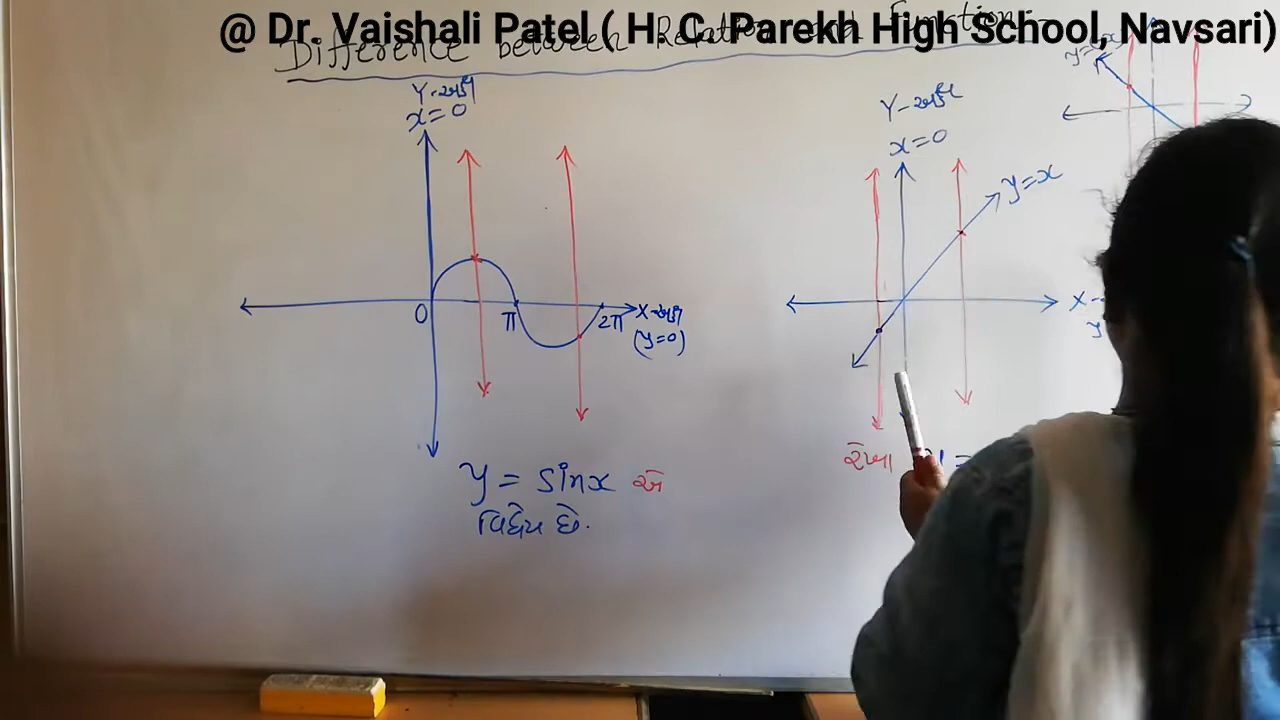 @ Dr. Vaishali Patel ( H. C. Parekh High School, Navsari)
Difference between Relation and Function :-
Y-અક્ષ
x=0
0
π
2π
X-અક્ષ
(y=0)
y = sinx એ
વિધેય છે.
Y-અક્ષ
x=0
y=x
X-
y
રેખા